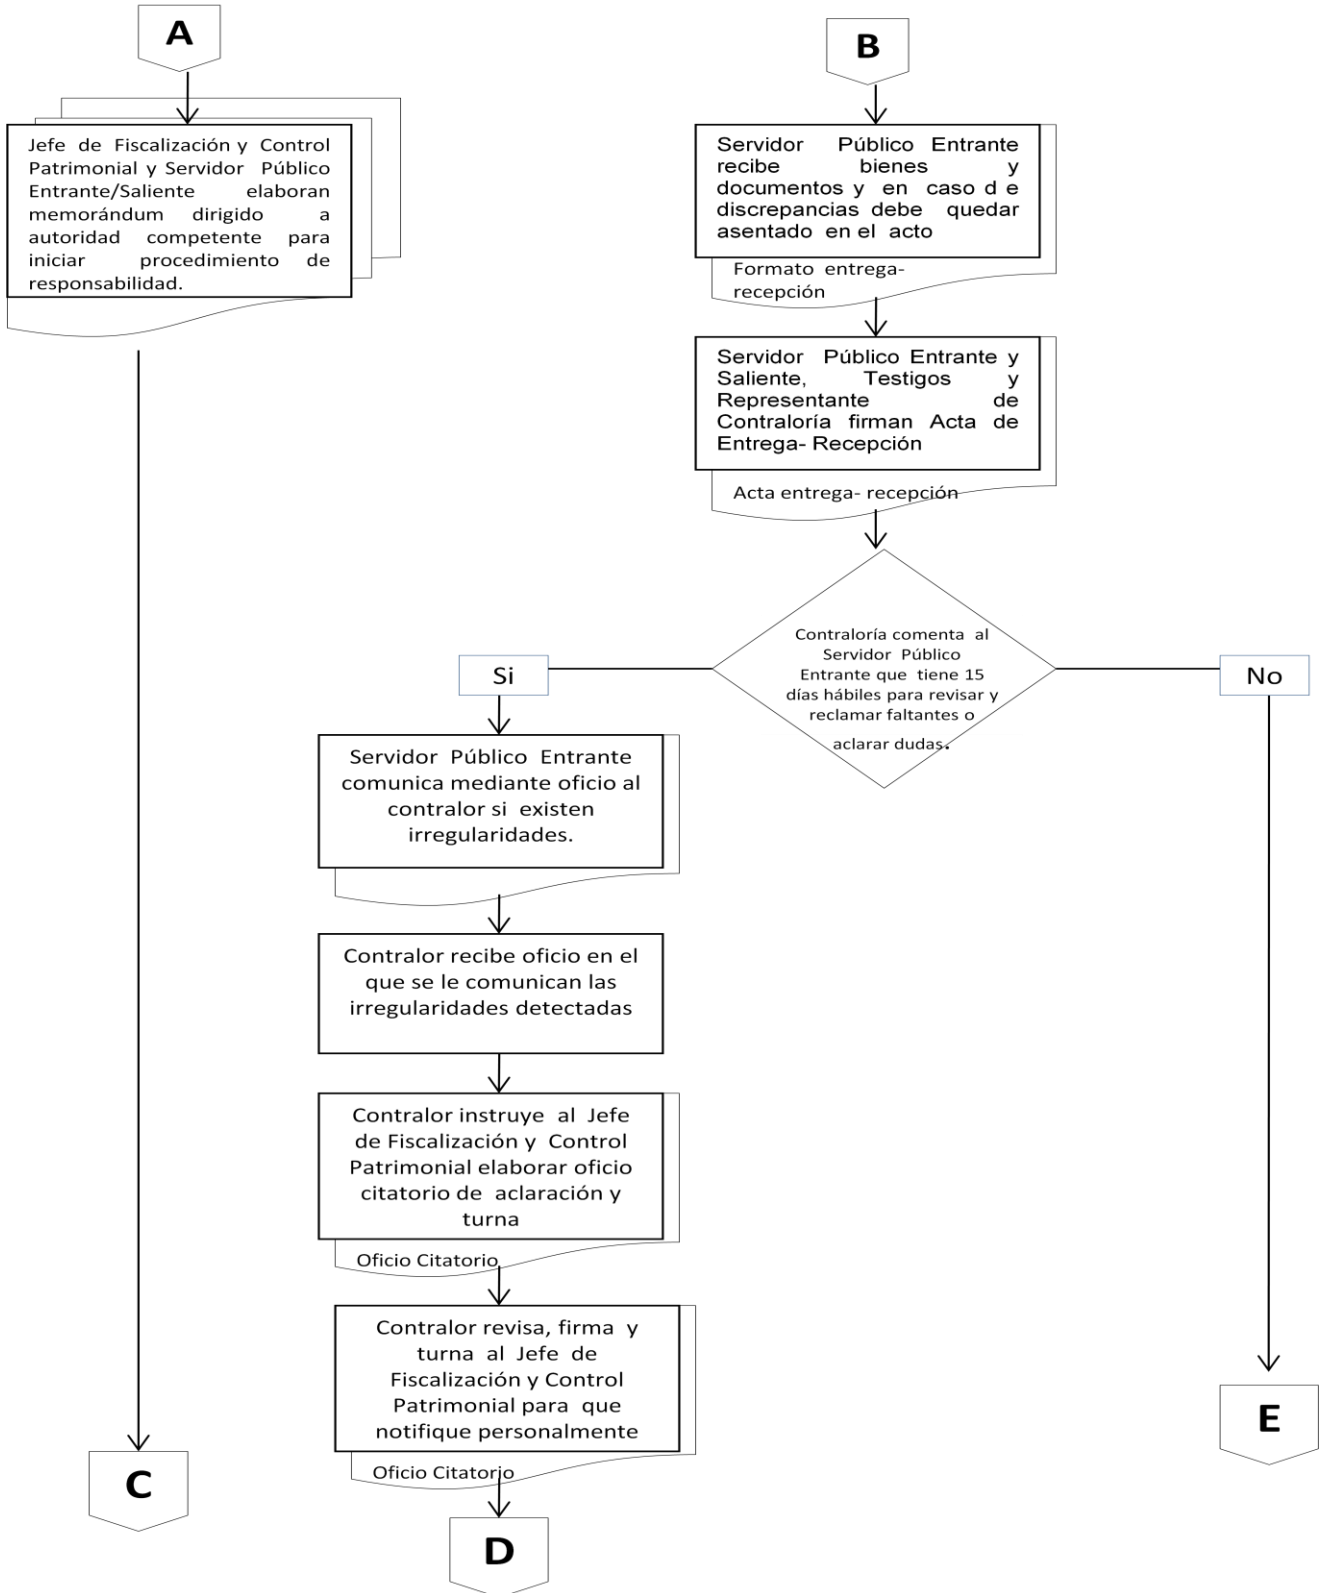 A
Jefe de Fiscalización y Control
Patrimonial y Servidor Público
Entrante/Saliente elaboran
memorándum dirigido a
autoridad competente para
iniciar procedimiento de
responsabilidad.
C
B
Servidor Público Entrante
recibe bienes y
documentos y en caso d e
discrepancias debe quedar
asentado en el acto
Formato entrega-
recepción
Servidor Público Entrante y
Saliente, Testigos y
Representante de
Contraloría firman Acta de
Entrega- Recepción
Acta entrega- recepción
Contraloría comenta al
Servidor Público
Entrante que tiene 15
días hábiles para revisar y
reclamar faltantes o
aclarar dudas.
Si
No
Servidor Público Entrante
comunica mediante oficio al
contralor si existen
irregularidades.
Contralor recibe oficio en el
que se le comunican las
irregularidades detectadas
Contralor instruye al Jefe
de Fiscalización y Control
Patrimonial elaborar oficio
citatorio de aclaración y
turna
Oficio Citatorio
Contralor revisa, firma y
turna al Jefe de
Fiscalización y Control
Patrimonial para que
notifique personalmente
Oficio Citatorio
D
E